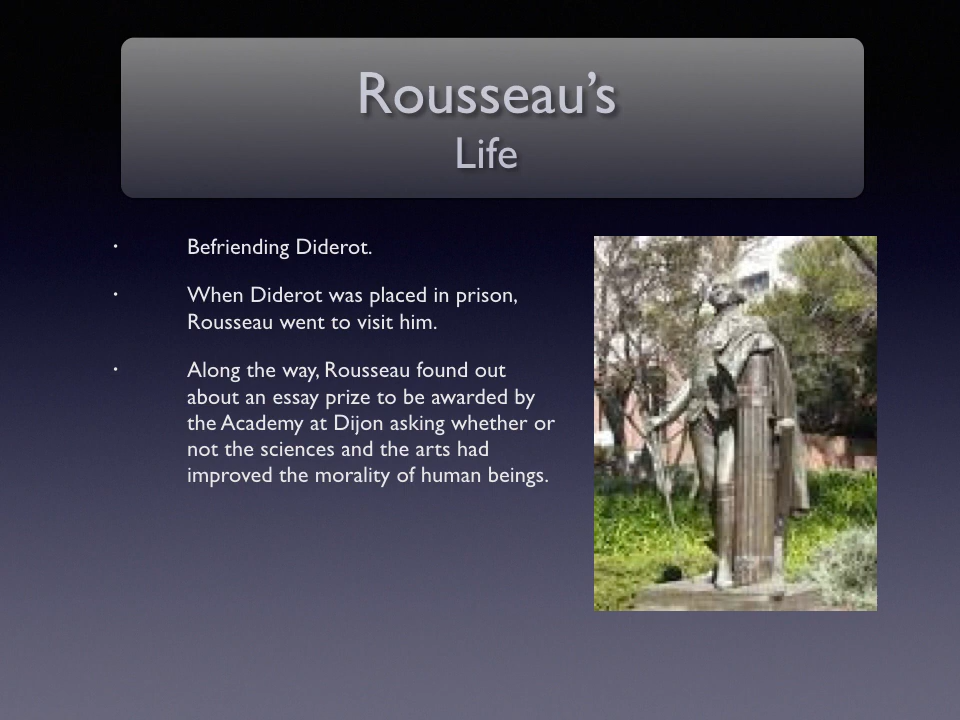 Rousseau’s
Life
• Befriending Diderot.
• When Diderot was placed in prison,
Rousseau went to visit him.
• Along the way, Rousseau found out
about an essay prize to be awarded by
the Academy at Dijon asking whether or
not the sciences and the arts had
improved the morality of human beings.